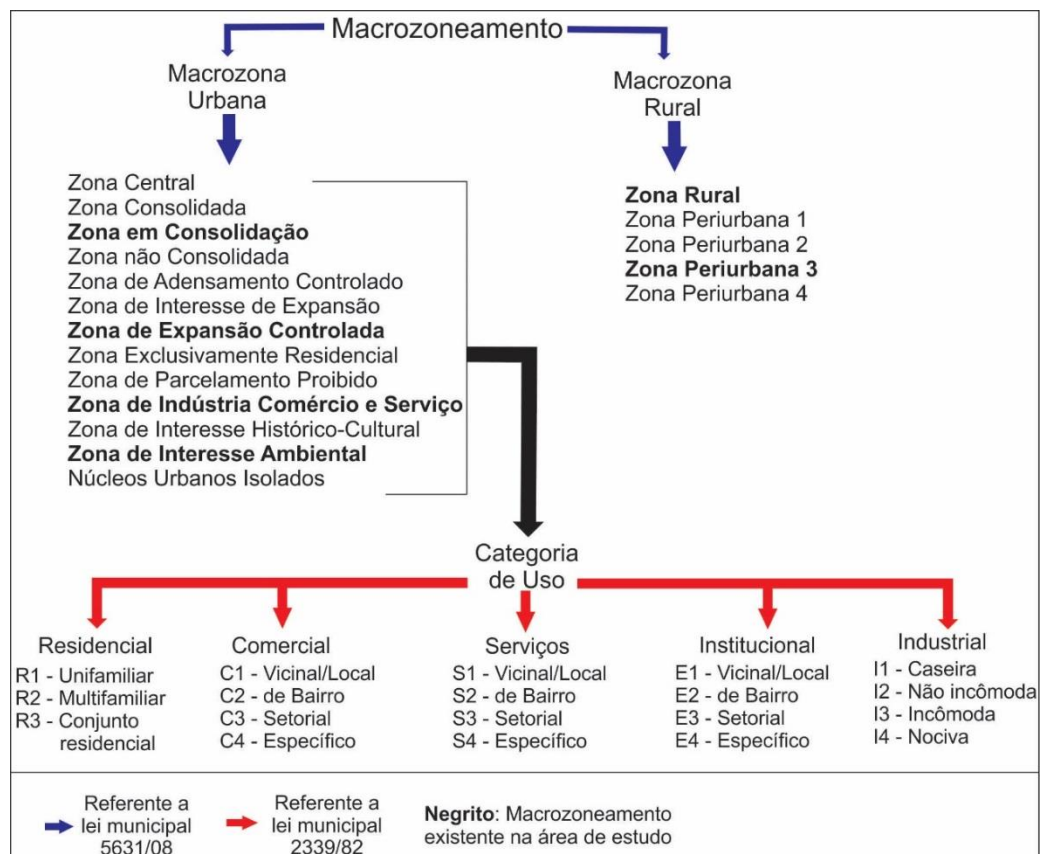 Macrozoneamento
Macrozona
Urbana
Macrozona
Rural
Zona Central
Zona Consolidada
Zona em Consolidação
Zona não Consolidada
Zona de Adensamento Controlado
Zona de Interesse de Expansão
Zona de Expansão Controlada
Zona Exclusivamente Residencial
Zona de Parcelamento Proibido
Zona de Indústria Comércio e Serviço
Zona de Interesse Histórico-Cultural
Zona de Interesse Ambiental
Núcleos Urbanos Isolados
Zona Rural
Zona Periurbana 1
Zona Periurbana 2
Zona Periurbana 3
Zona Periurbana 4
Categoria
de Uso
Residencial
R1 - Unifamiliar
R2 - Multifamiliar
R3 - Conjunto
residencial
Comercial
C1 - Vicinal/Local
C2 - de Bairro
C3 - Setorial
C4 - Específico
Serviços
S1 - Vicinal/Local
S2 - de Bairro
S3 - Setorial
S4 - Específico
Institucional
E1 - Vicinal/Local
E2 - de Bairro
E3 - Setorial
E4 - Específico
Industrial
I1 - Caseira
I2 - Não incômoda
I3 - Incômoda
I4 - Nociva
Referente a
lei municipal
5631/08
Referente a
lei municipal
2339/82
Negrito: Macrozoneamento
existente na área de estudo